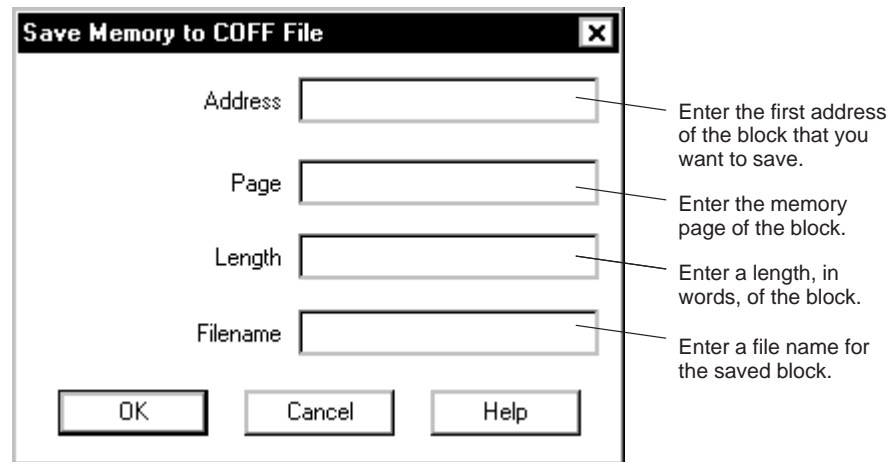 Save Memory to COFF File
Address
Enter the first address
of the block that you
want to save.
Page
Enter the memory
page of the block.
Length
Enter a length, in
words, of the block.
Filename
Enter a file name for
the saved block.
OK
Cancel
Help